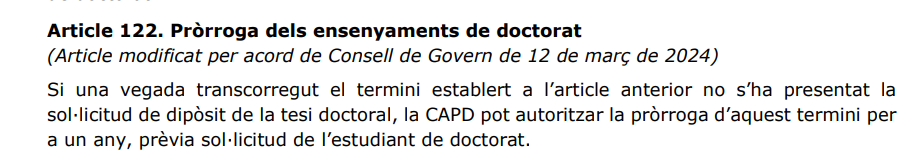 Article 122. Pròrroga dels ensenyaments de doctorat
(Article modificat per acord de Consell de Govern de 12 de març de 2024)
Si una vegada transcorregut el termini establert a l’article anterior no s’ha presentat la
sol·licitud de dipòsit de la tesi doctoral, la CAPD pot autoritzar la pròrroga d’aquest termini per
a un any, prèvia sol·licitud de l’estudiant de doctorat.